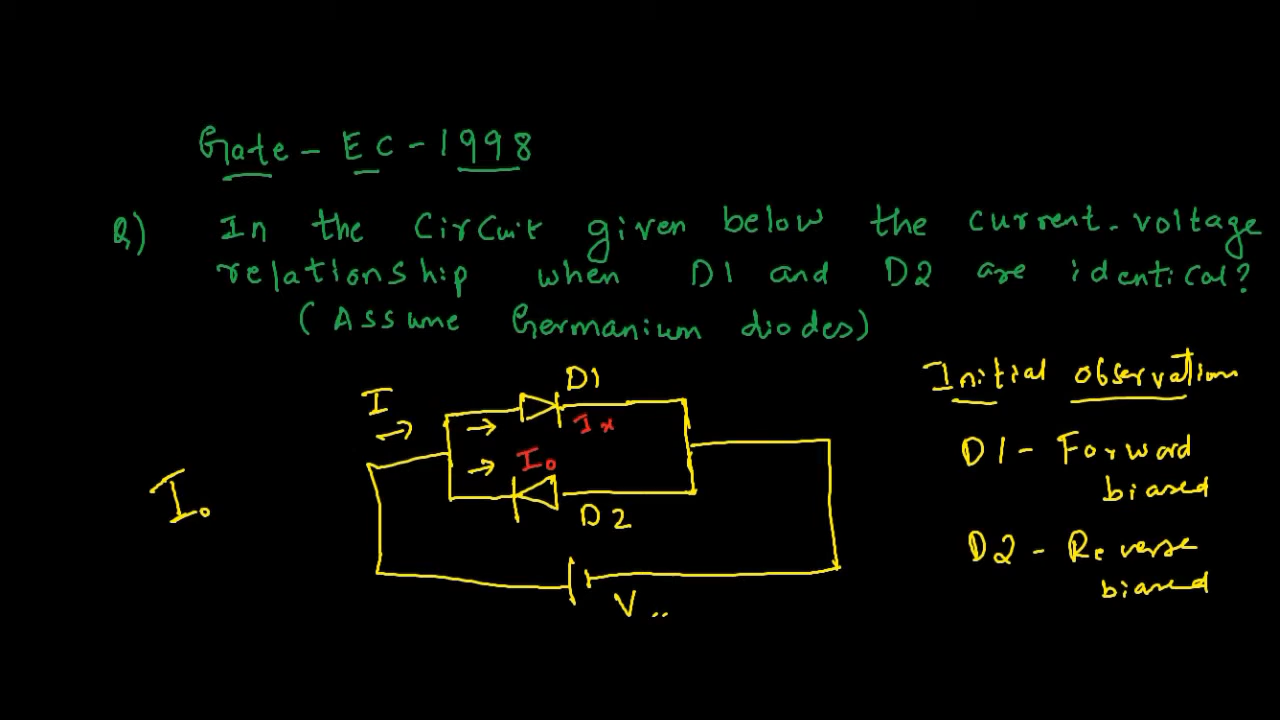 Gate - EC - 1998
Q) In the Circuit given below the current-voltage
relationship when D1 and D2 are identical?
(Assume Germanium diodes)
Initial observation
D1
I
Ix
D1 - Forward
biased
I0
I0
D2
D2 - Reverse
biased
V ..